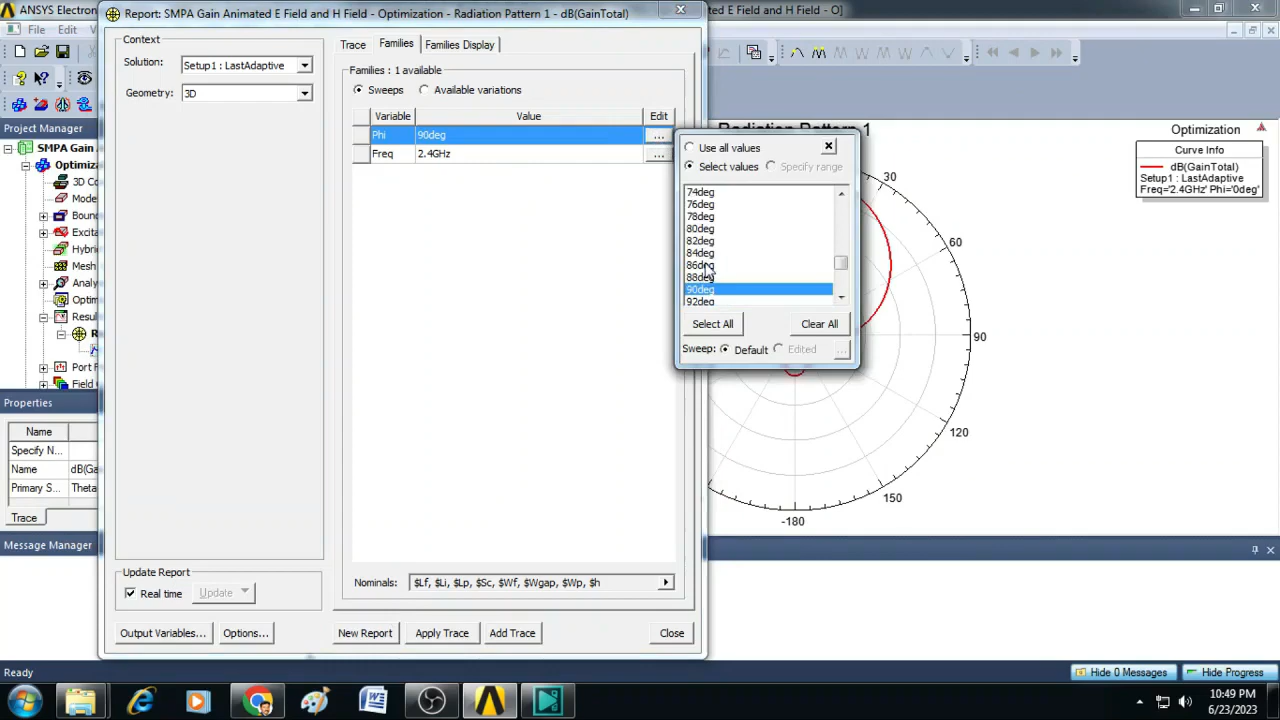 ANSYS Electron
Report: SMPA Gain Animated E Field and H Field - Optimization - Radiation Pattern 1 - dB(GainTotal)
ed E Field and H Field - O]
File Edit
Context
Solution: Setup1 : LastAdaptive
Geometry: 3D
Trace Families Families Display
Families : 1 available
Sweeps Available variations
Variable Value Edit
Phi 90deg ...
Freq 2.4GHz ...
Use all values
Select values Specify range
74deg
76deg
78deg
80deg
82deg
84deg
86deg
88deg
90deg
92deg
Select All Clear All
Sweep: Default Edited ...
Radiation Pattern 1
Optimization
Curve Info
dB(GainTotal)
Setup1 : LastAdaptive
Freq='2.4GHz' Phi='0deg'
30
60
90
120
150
-180
Project Manager
SMPA Gain
Optimiza
3D Co
Mode
Bound
Excita
Hybri
Mesh
Analy
Optim
Resul
R
Port F
Field
Properties
Name
Specify N...
Name dB(Ga
Primary S... Theta
Trace
Message Manager
Update Report
Real time Update
Nominals: $Lf, $Li, $Lp, $Sc, $Wf, $Wgap, $Wp, $h
Output Variables... Options... New Report Apply Trace Add Trace Close
Ready
Hide 0 Messages Hide Progress
10:49 PM
6/23/2023